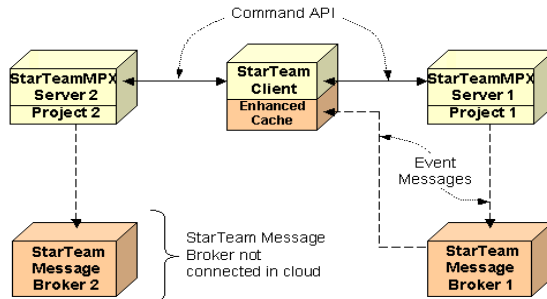 Command API
StarTeamMPX
Server 2
Project 2
StarTeam
Client
Enhanced
Cache
StarTeamMPX
Server 1
Project 1
Event
Messages
StarTeam
Message
Broker 2
StarTeam Message
Broker not
connected in cloud
StarTeam
Message
Broker 1